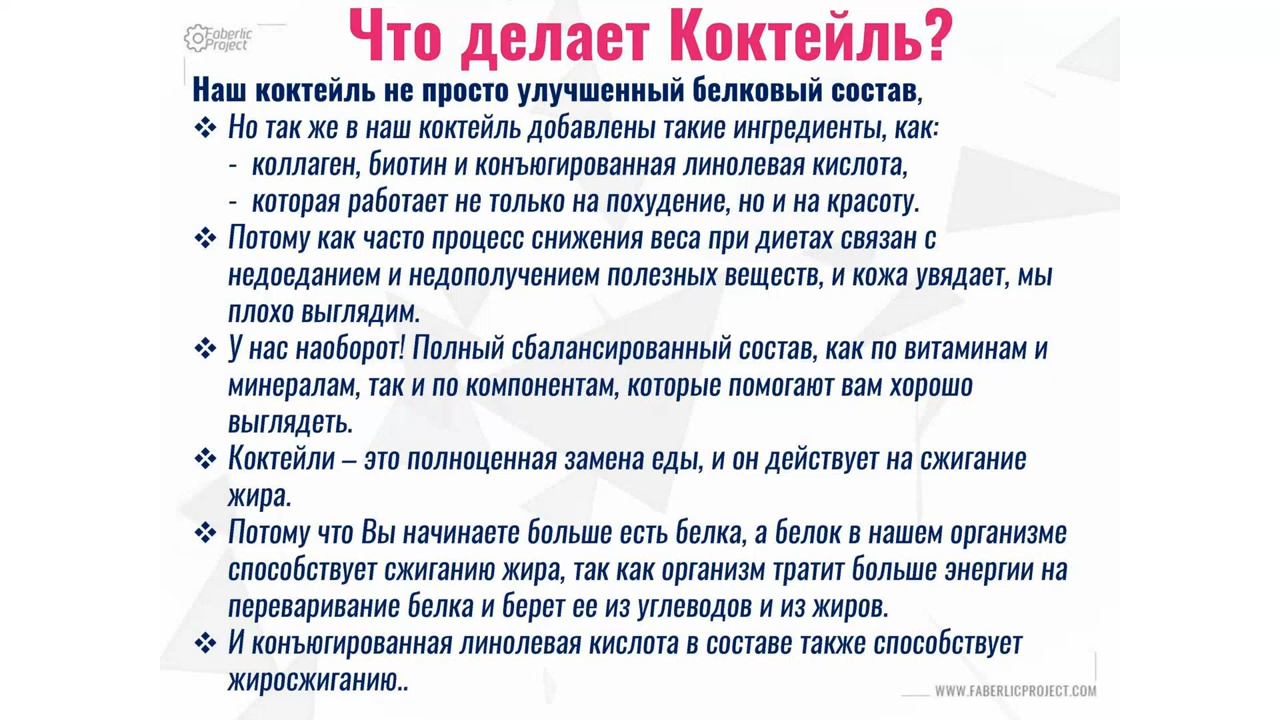 Faberlic
Project
Что делает Коктейль?
Наш коктейль не просто улучшенный белковый состав,
❖ Но так же в наш коктейль добавлены такие ингредиенты, как:
- коллаген, биотин и конъюгированная линолевая кислота,
- которая работает не только на похудение, но и на красоту.
❖ Потому как часто процесс снижения веса при диетах связан с
недоеданием и недополучением полезных веществ, и кожа увядает, мы
плохо выглядим.
❖ У нас наоборот! Полный сбалансированный состав, как по витаминам и
минералам, так и по компонентам, которые помогают вам хорошо
выглядеть.
❖ Коктейли – это полноценная замена еды, и он действует на сжигание
жира.
❖ Потому что Вы начинаете больше есть белка, а белок в нашем организме
способствует сжиганию жира, так как организм тратит больше энергии на
переваривание белка и берет ее из углеводов и из жиров.
❖ И конъюгированная линолевая кислота в составе также способствует
жиросжиганию..
WWW.FABERLICPROJECT.COM